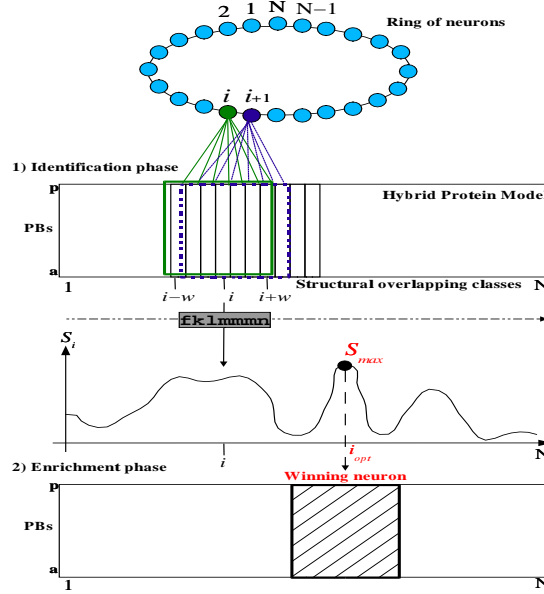 2 1 N N−1 Ring of neurons
i i+1
1) Identification phase
p Hybrid Protein Model
PBs
a Structural overlapping classes
1 N
i−w i i+w
fklmmmn
S_i
S_max
i i_opt N
2) Enrichment phase
Winning neuron
p
PBs
a
1 N